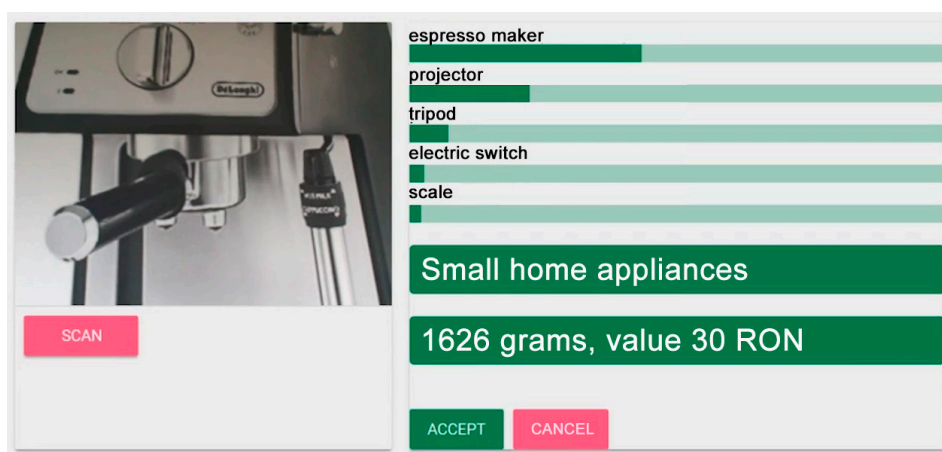 DeLonghi
espresso maker
projector
tripod
electric switch
scale
Small home appliances
SCAN
1626 grams, value 30 RON
ACCEPT
CANCEL